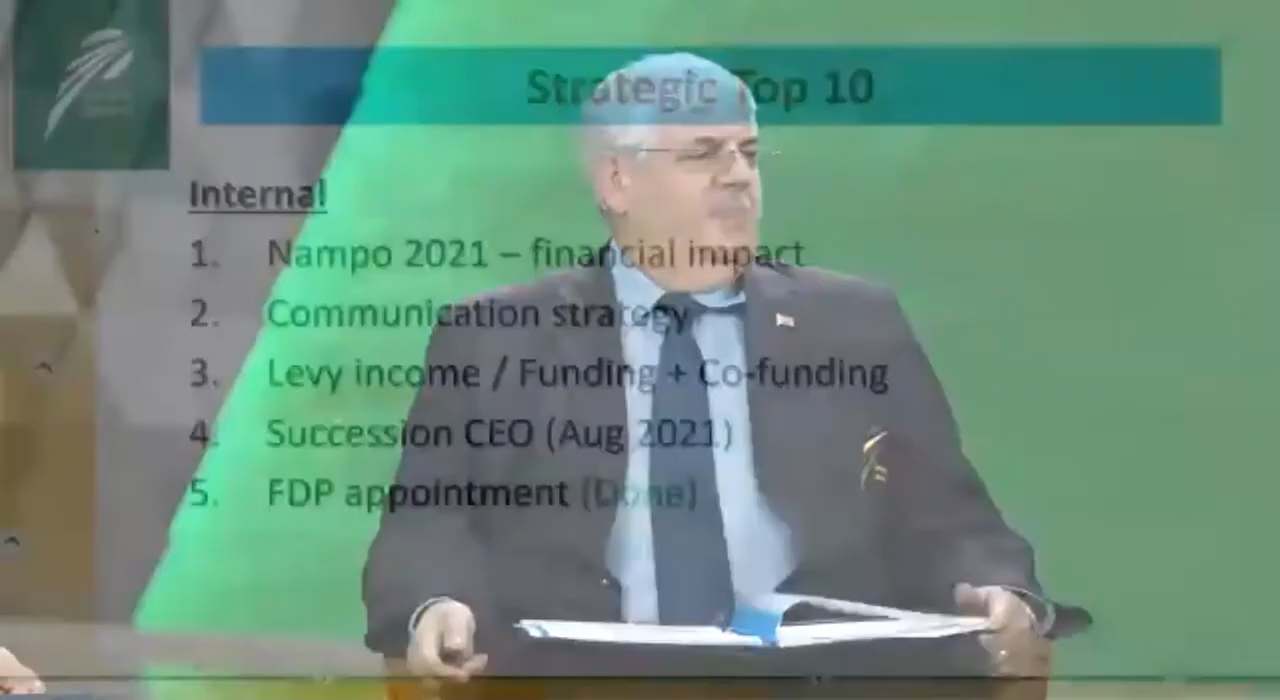 Strategic Top 10
Internal
1. Nampo 2021 – financial impact
2. Communication strategy
3. Levy income / Funding + Co-funding
4. Succession CEO (Aug 2021)
5. FDP appointment (Done)